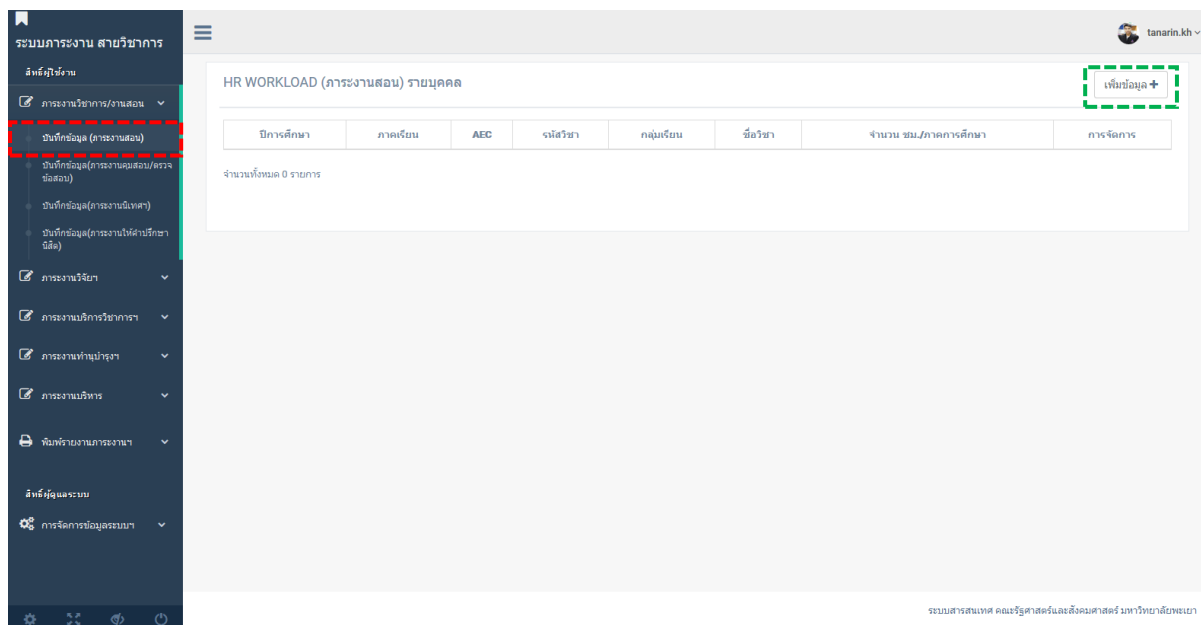 ระบบภาระงาน สายวิชาการ
tanarin.kh
สิทธิ์ผู้ใช้งาน
ภาระงานวิชาการ/งานสอน
บันทึกข้อมูล (ภาระงานสอน)
บันทึกข้อมูล(ภาระงานคุมสอบ/ตรวจ
ข้อสอบ)
บันทึกข้อมูล(ภาระงานนิเทศฯ)
บันทึกข้อมูล(ภาระงานให้คำปรึกษา
นิสิต)
ภาระงานวิจัยฯ
ภาระงานบริการวิชาการฯ
ภาระงานทำนุบำรุงฯ
ภาระงานบริหาร
พิมพ์รายงานภาระงานฯ
สิทธิ์ผู้ดูแลระบบ
การจัดการข้อมูลระบบฯ
HR WORKLOAD (ภาระงานสอน) รายบุคคล
เพิ่มข้อมูล +
ปีการศึกษา ภาคเรียน AEC รหัสวิชา กลุ่มเรียน ชื่อวิชา จำนวน ชม./ภาคการศึกษา การจัดการ
จำนวนทั้งหมด 0 รายการ
ระบบสารสนเทศ คณะรัฐศาสตร์และสังคมศาสตร์ มหาวิทยาลัยพะเยา